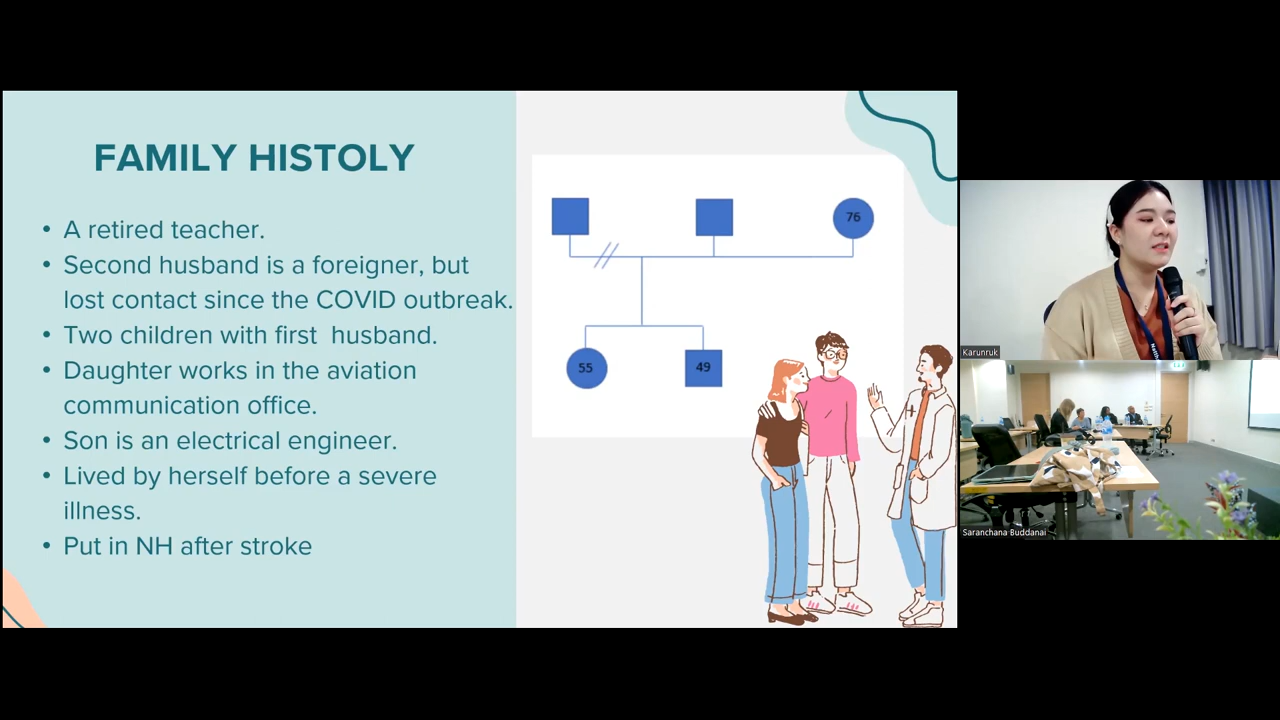 FAMILY HISTOLY
• A retired teacher.
• Second husband is a foreigner, but
lost contact since the COVID outbreak.
• Two children with first husband.
• Daughter works in the aviation
communication office.
• Son is an electrical engineer.
• Lived by herself before a severe
illness.
• Put in NH after stroke
76
55
49
Karunruk
Saranchana Buddanai